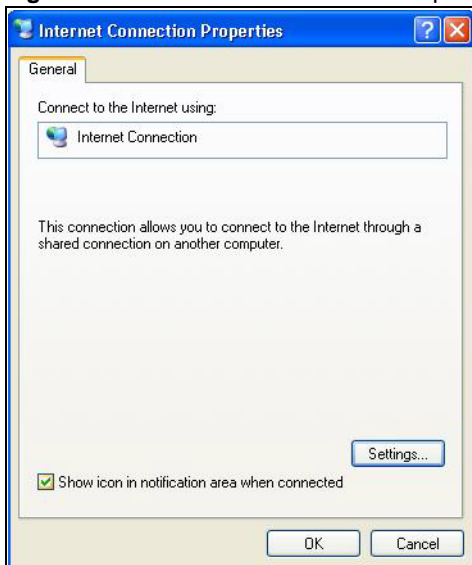 Internet Connection Properties
General
Connect to the Internet using:
Internet Connection
This connection allows you to connect to the Internet through a
shared connection on another computer.
Settings...
Show icon in notification area when connected
OK Cancel